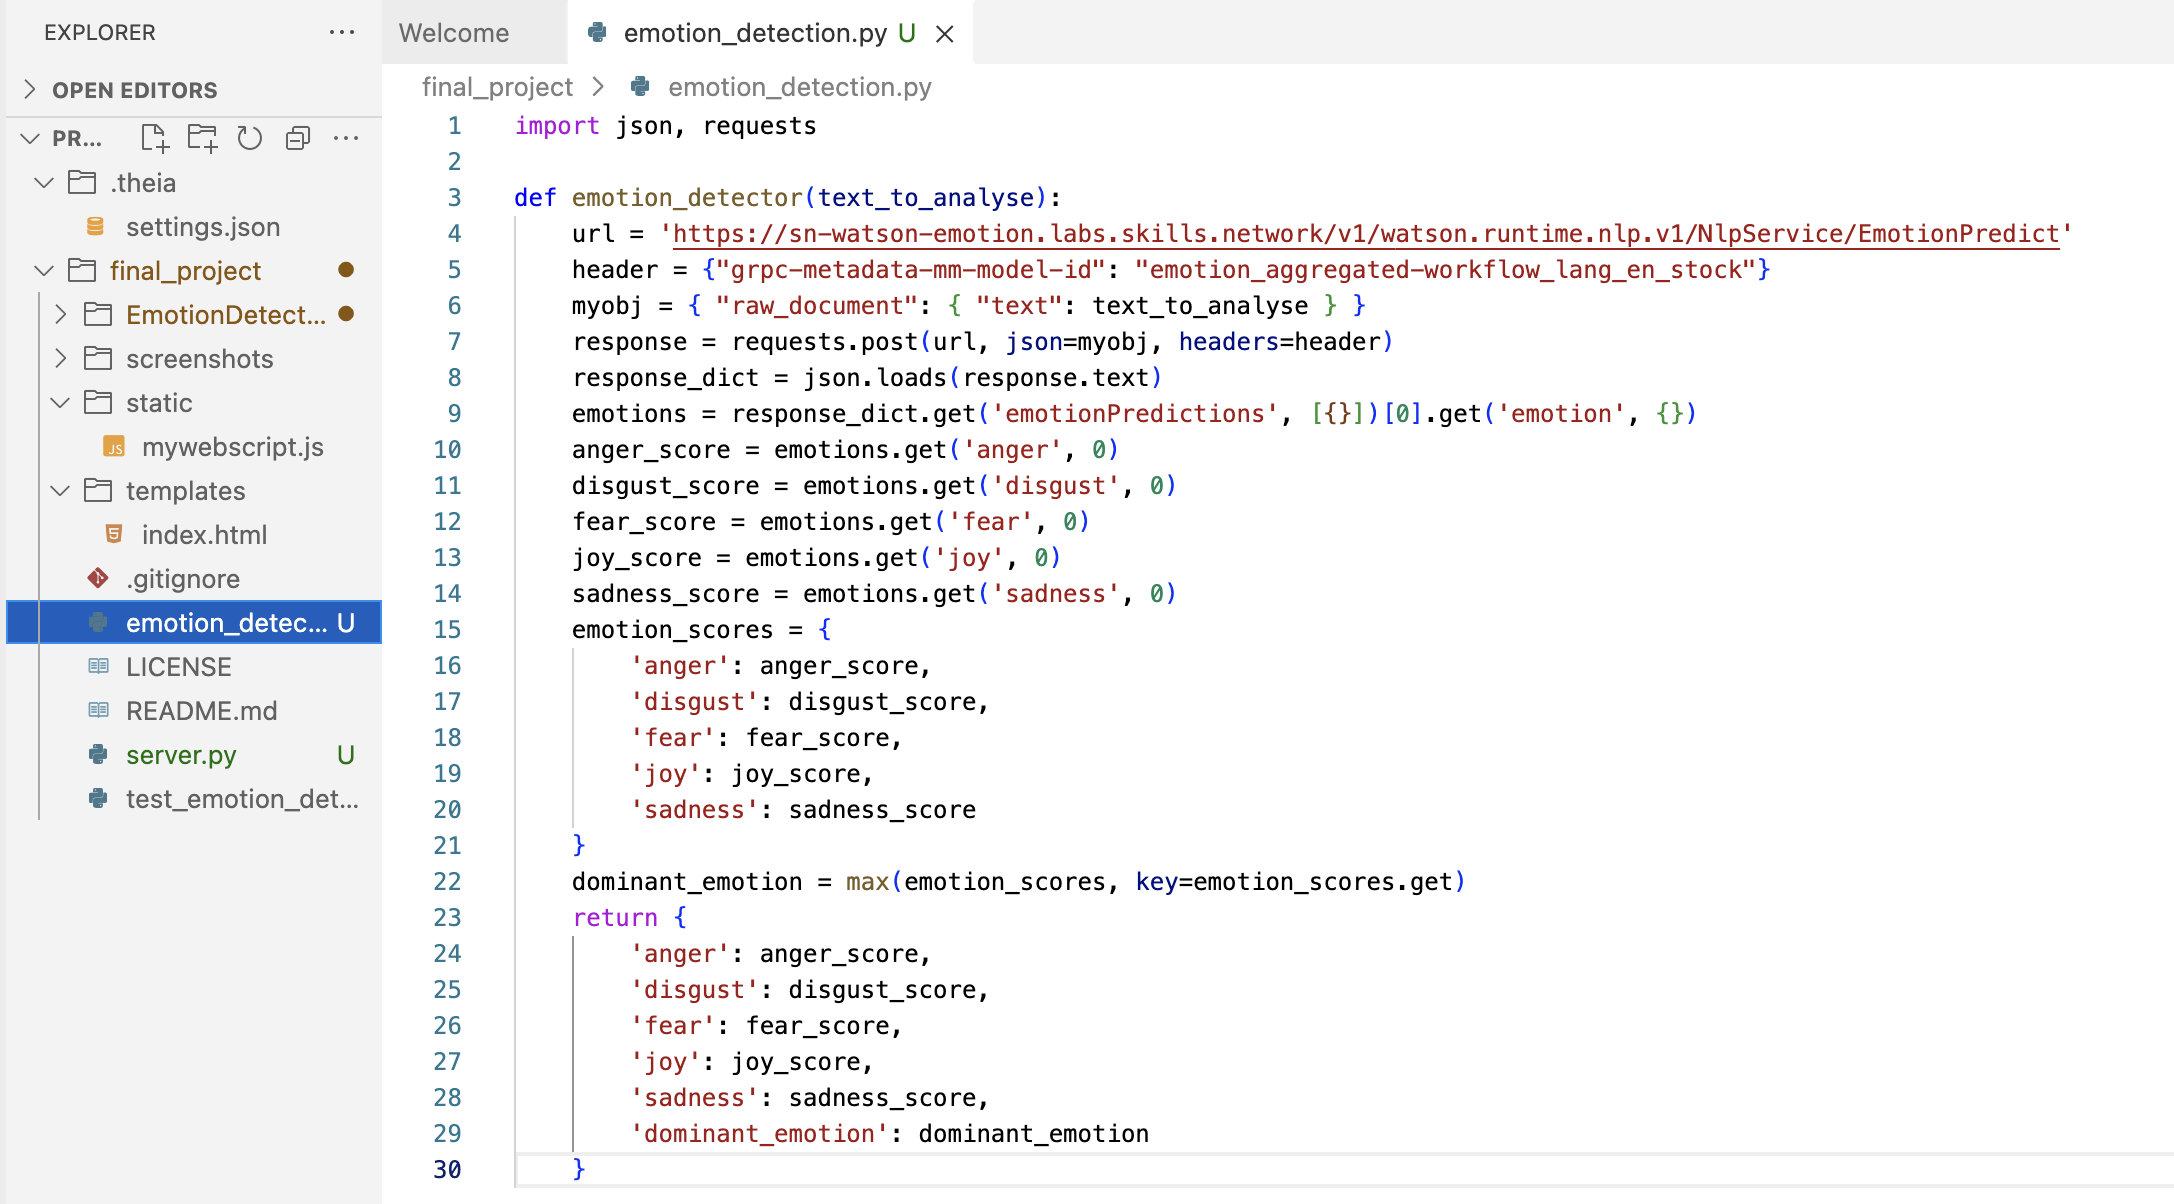 EXPLORER
OPEN EDITORS
PR...
.theia
settings.json
final_project
EmotionDetect...
screenshots
static
mywebscript.js
templates
index.html
.gitignore
emotion_detec... U
LICENSE
README.md
server.py U
test_emotion_det...
Welcome
emotion_detection.py U
final_project > emotion_detection.py
1 import json, requests
2
3 def emotion_detector(text_to_analyse):
4     url = 'https://sn-watson-emotion.labs.skills.network/v1/watson.runtime.nlp.v1/NlpService/EmotionPredict'
5     header = {"grpc-metadata-mm-model-id": "emotion_aggregated-workflow_lang_en_stock"}
6     myobj = { "raw_document": { "text": text_to_analyse } }
7     response = requests.post(url, json=myobj, headers=header)
8     response_dict = json.loads(response.text)
9     emotions = response_dict.get('emotionPredictions', [{}])[0].get('emotion', {})
10     anger_score = emotions.get('anger', 0)
11     disgust_score = emotions.get('disgust', 0)
12     fear_score = emotions.get('fear', 0)
13     joy_score = emotions.get('joy', 0)
14     sadness_score = emotions.get('sadness', 0)
15     emotion_scores = {
16         'anger': anger_score,
17         'disgust': disgust_score,
18         'fear': fear_score,
19         'joy': joy_score,
20         'sadness': sadness_score
21     }
22     dominant_emotion = max(emotion_scores, key=emotion_scores.get)
23     return {
24         'anger': anger_score,
25         'disgust': disgust_score,
26         'fear': fear_score,
27         'joy': joy_score,
28         'sadness': sadness_score,
29         'dominant_emotion': dominant_emotion
30     }